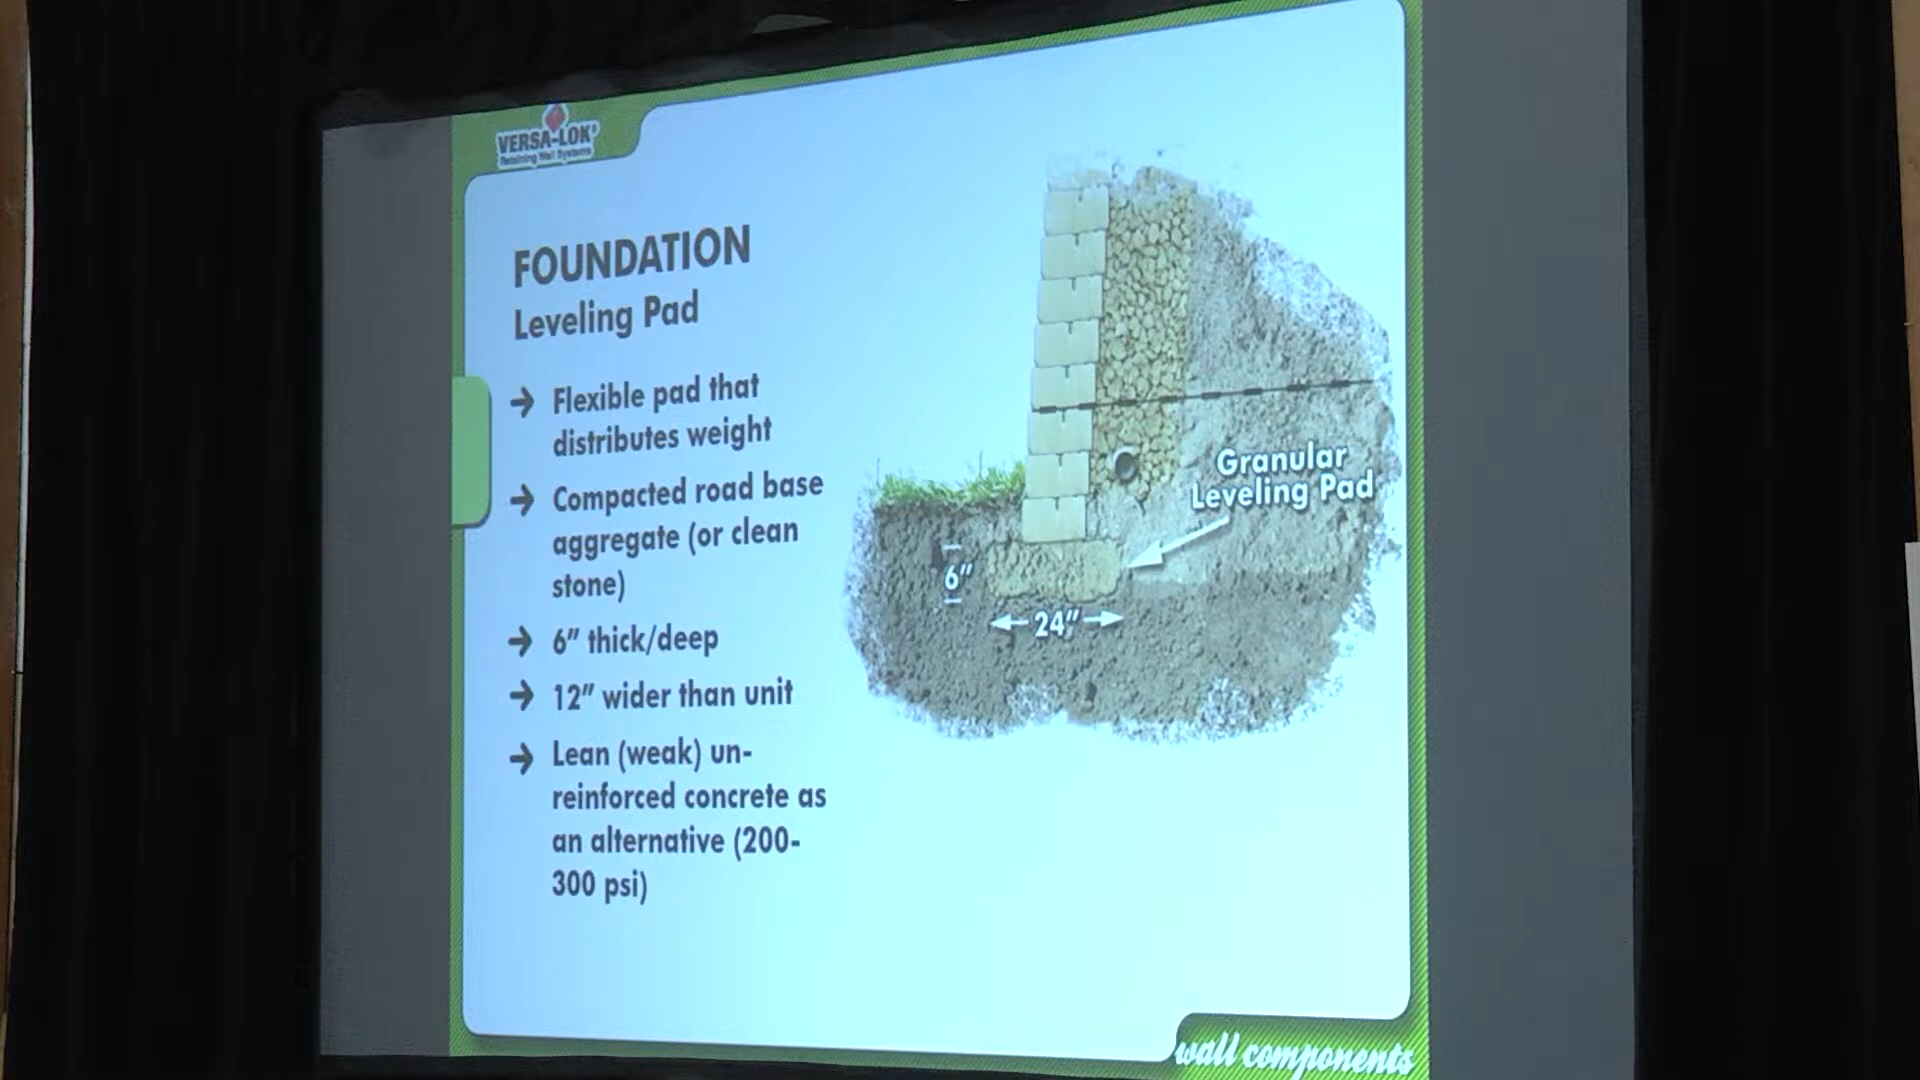 VERSA-LOK®
Retaining Wall Systems
FOUNDATION
Leveling Pad
→ Flexible pad that
distributes weight
→ Compacted road base
aggregate (or clean
stone)
→ 6" thick/deep
→ 12" wider than unit
→ Lean (weak) un-
reinforced concrete as
an alternative (200-
300 psi)
Granular
Leveling Pad
6"
24"
wall components